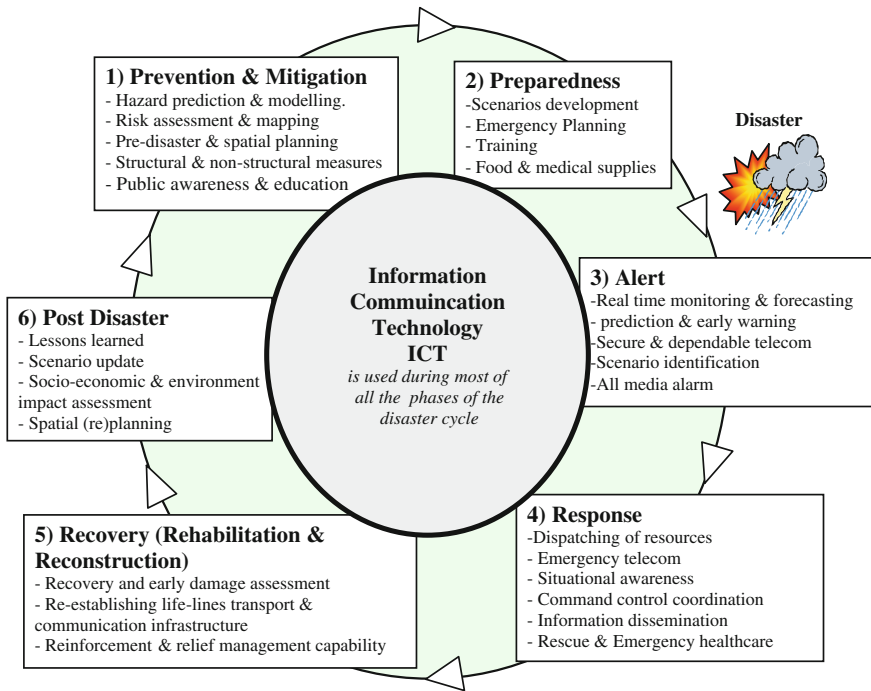 1) Prevention & Mitigation
- Hazard prediction & modelling.
- Risk assessment & mapping
- Pre-disaster & spatial planning
- Structural & non-structural measures
- Public awareness & education
2) Preparedness
-Scenarios development
- Emergency Planning
- Training
- Food & medical supplies
Disaster
3) Alert
-Real time monitoring & forecasting
- prediction & early warning
-Secure & dependable telecom
-Scenario identification
-All media alarm
4) Response
-Dispatching of resources
- Emergency telecom
- Situational awareness
- Command control coordination
- Information dissemination
- Rescue & Emergency healthcare
5) Recovery (Rehabilitation &
Reconstruction)
- Recovery and early damage assessment
- Re-establishing life-lines transport &
communication infrastructure
- Reinforcement & relief management capability
6) Post Disaster
- Lessons learned
- Scenario update
- Socio-economic & environment
impact assessment
- Spatial (re)planning
Information
Commuincation
Technology
ICT
is used during most of
all the phases of the
disaster cycle